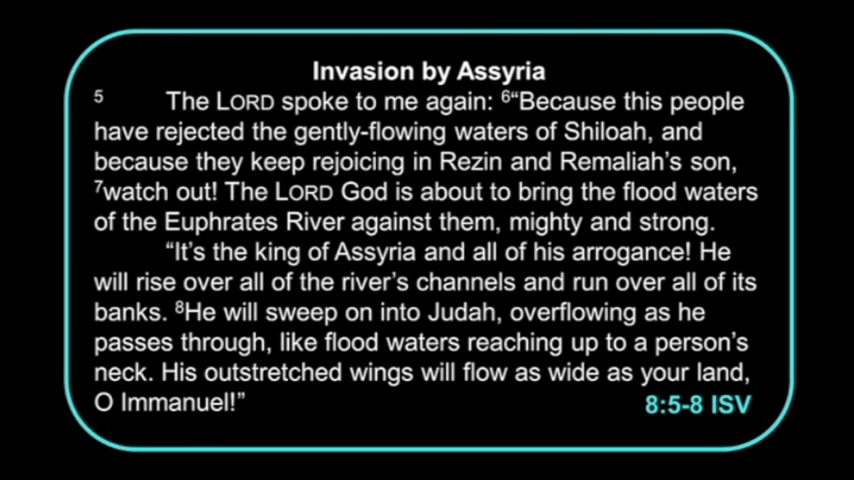 Invasion by Assyria
5 The LORD spoke to me again: 6“Because this people
have rejected the gently-flowing waters of Shiloah, and
because they keep rejoicing in Rezin and Remaliah’s son,
7watch out! The LORD God is about to bring the flood waters
of the Euphrates River against them, mighty and strong.
“It’s the king of Assyria and all of his arrogance! He
will rise over all of the river’s channels and run over all of its
banks. 8He will sweep on into Judah, overflowing as he
passes through, like flood waters reaching up to a person’s
neck. His outstretched wings will flow as wide as your land,
O Immanuel!” 8:5-8 ISV